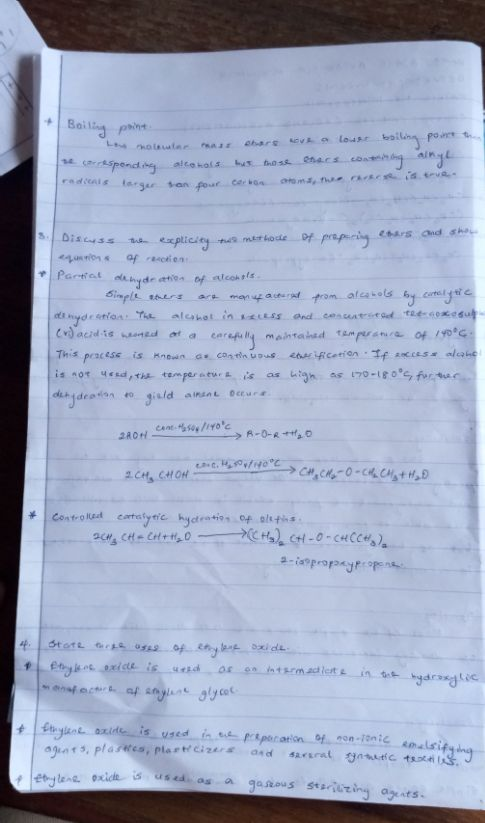 * Boiling point.
Low molecular mass ethers have a lower boiling point than
the corresponding alcohols but those ethers containing alkyl
radicals larger than four carbon atoms, the reverse is true.
3. Discuss the explicity two methods of preparing ethers and show
equations of reaction.
* Partial dehydration of alcohols.
Simple ethers are manufactured from alcohols by catalytic
dehydration. The alcohol in excess and concentrated
(vi) acid is heated at a carefully maintained temperature of 140°C.
This process is known as continuous etherification. If excess alcohol
is not used, the temperature is as high as 170-180°C, further
dehydration to yield alkene occurs.
2ROH conc. H₂SO₄/140°C → R-O-R + H₂O
2CH₃CHOH conc. H₂SO₄/140°C → CH₃CH₂-O-CH₂CH₃ + H₂O
* Controlled catalytic hydration of olefins.
2CH₃CH=CH + H₂O → (CH₃)₂CH-O-CH(CH₃)₂
2-isopropoxypropane.
4. State three uses of ethylene oxide.
* Ethylene oxide is used as an intermediate in the hydroxylic
manufacture of ethylene glycol.
* Ethylene oxide is used in the preparation of non-ionic emulsifying
agents, plastics, plasticizers and several synthetic textiles.
* Ethylene oxide is used as a gaseous sterilizing agents.